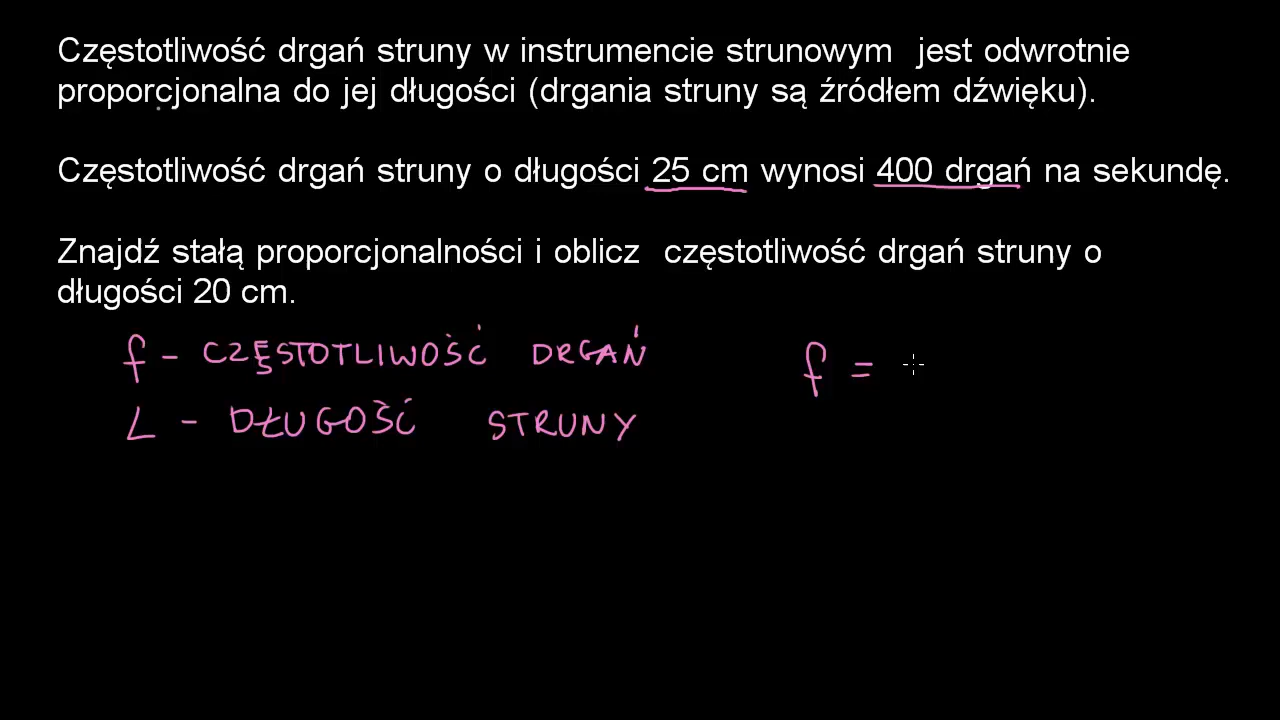 Częstotliwość drgań struny w instrumencie strunowym jest odwrotnie
proporcjonalna do jej długości (drgania struny są źródłem dźwięku).
Częstotliwość drgań struny o długości 25 cm wynosi 400 drgań na sekundę.
Znajdź stałą proporcjonalności i oblicz częstotliwość drgań struny o
długości 20 cm.
f - CZĘSTOTLIWOŚĆ DRGAŃ
L - DŁUGOŚĆ STRUNY
f =